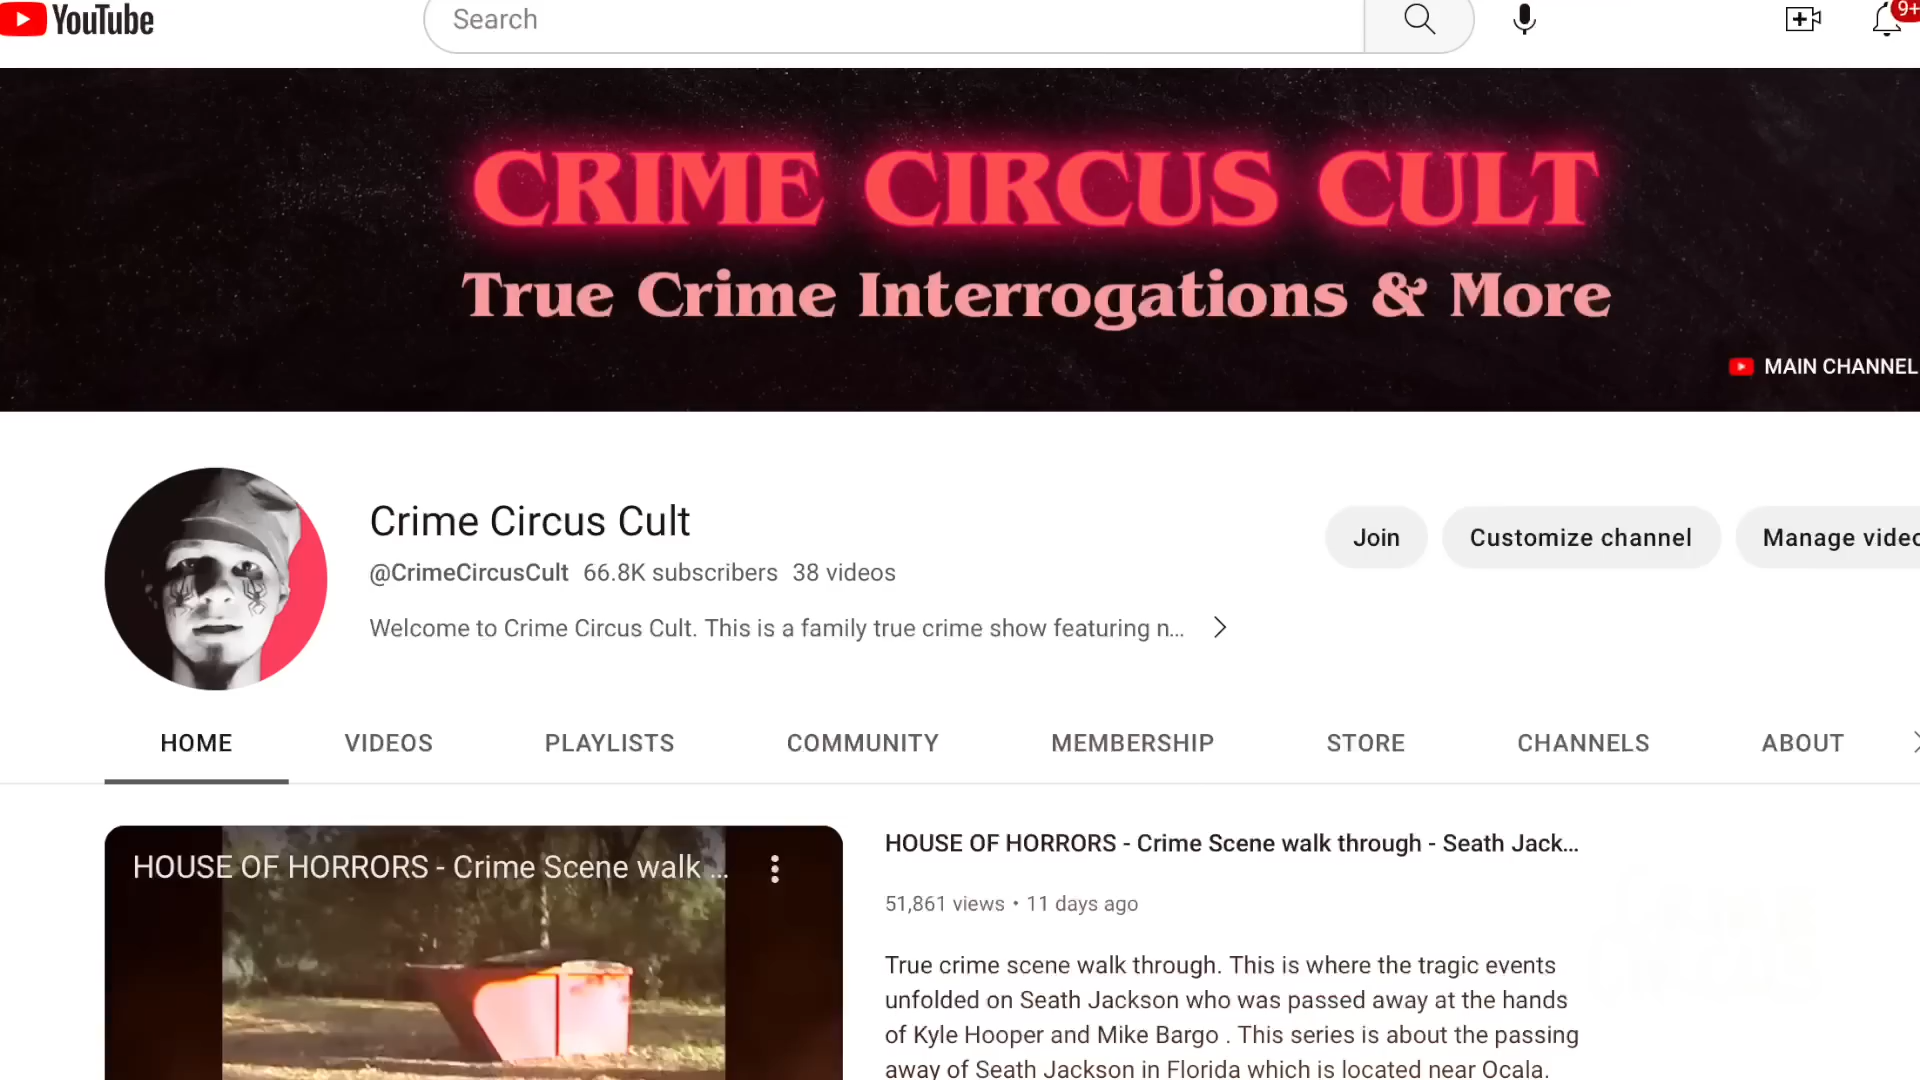 YouTube
Search
9+
CRIME CIRCUS CULT
True Crime Interrogations & More
MAIN CHANNEL
Crime Circus Cult
@CrimeCircusCult 66.8K subscribers 38 videos
Welcome to Crime Circus Cult. This is a family true crime show featuring n...
Join
Customize channel
Manage
HOME
VIDEOS
PLAYLISTS
COMMUNITY
MEMBERSHIP
STORE
CHANNELS
ABOUT
HOUSE OF HORRORS - Crime Scene walk ...
HOUSE OF HORRORS - Crime Scene walk through - Seath Jack...
51,861 views • 11 days ago
True crime scene walk through. This is where the tragic events
unfolded on Seath Jackson who was passed away at the hands
of Kyle Hooper and Mike Bargo . This series is about the passing
away of Seath Jackson in Florida which is located near Ocala.